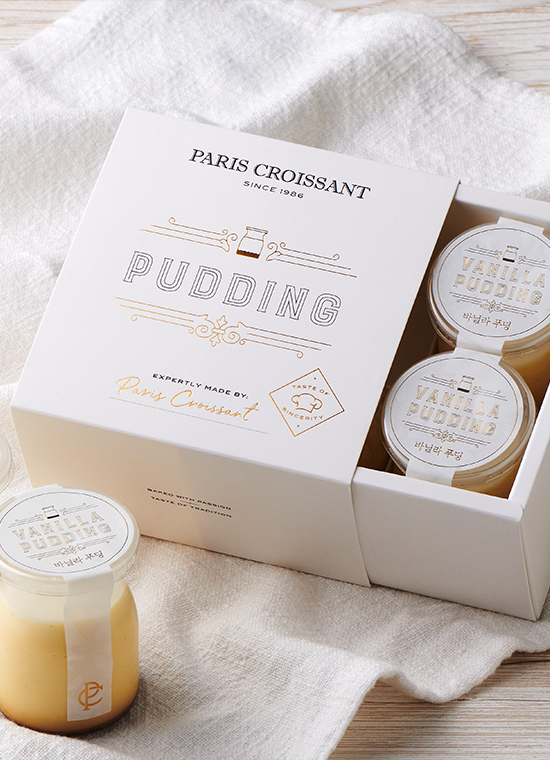 PARIS CROISSANT
SINCE 1986
PUDDING
EXPERTLY MADE BY:
Paris Croissant
TASTE OF
SINCERITY
BAKED WITH PASSION
TASTE OF TRADITION
VANILLA
PUDDING
바닐라 푸딩
VANILLA
PUDDING
바닐라 푸딩
VANILLA
PUDDING
바닐라 푸딩
PC